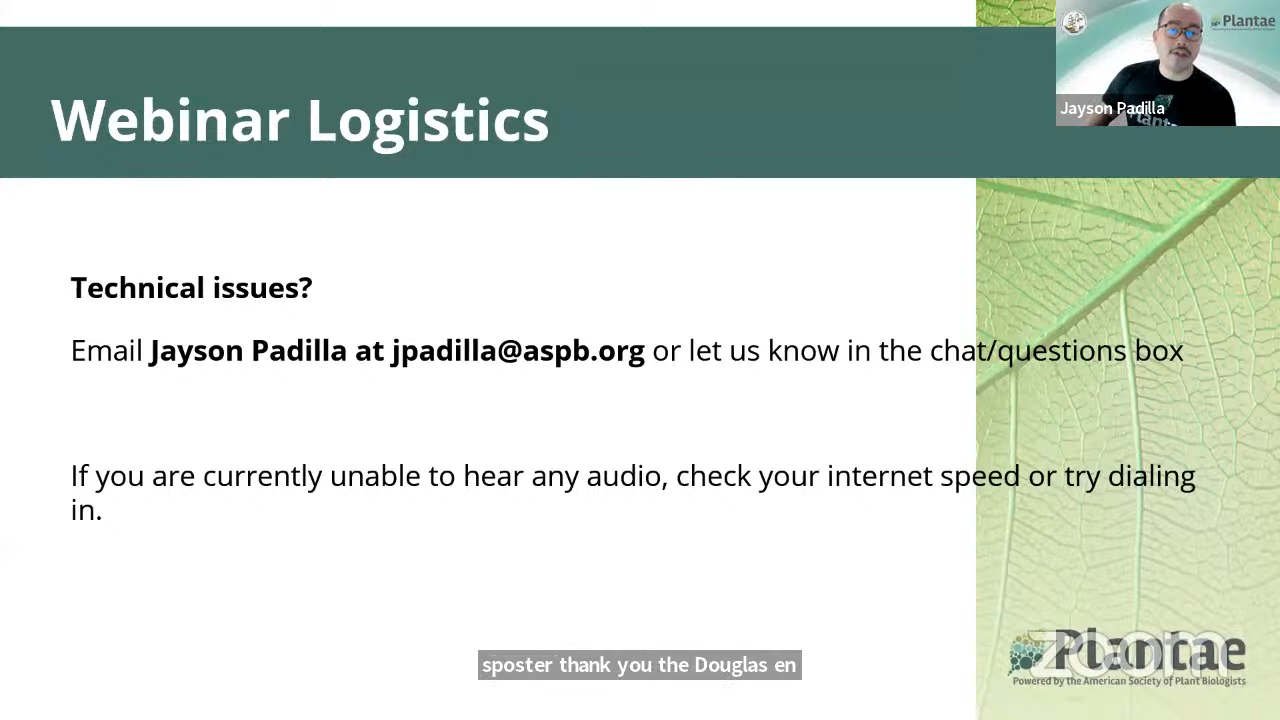 Webinar Logistics
Plantae
Jayson Padilla
Technical issues?
Email Jayson Padilla at jpadilla@aspb.org or let us know in the chat/questions box
If you are currently unable to hear any audio, check your internet speed or try dialing
in.
sposter thank you the Douglas en
Plantae
zoom
Powered by the American Society of Plant Biologists